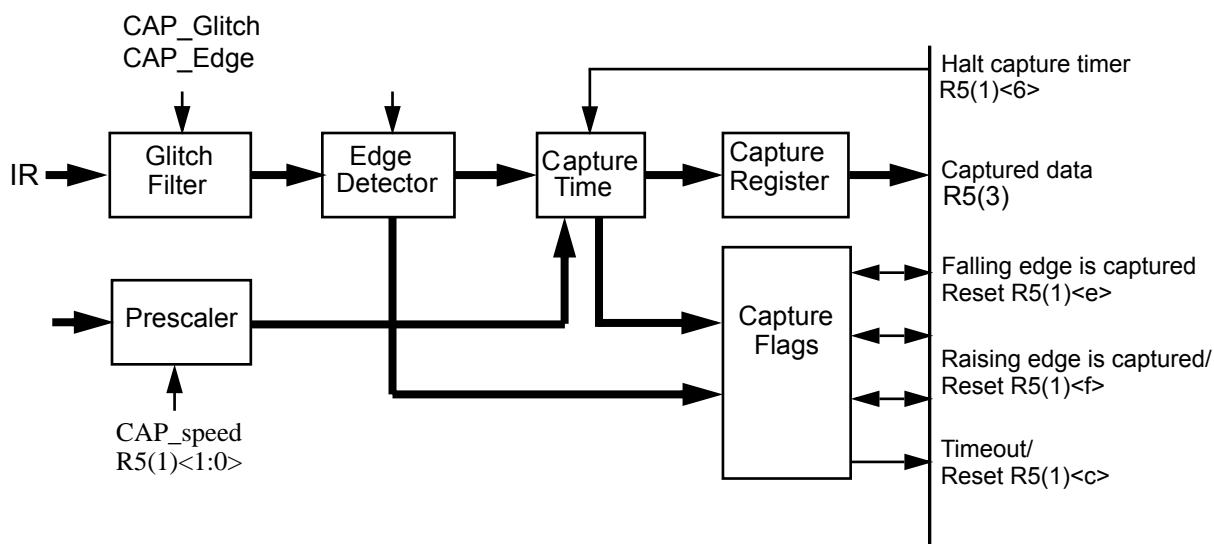 CAP_Glitch
CAP_Edge
Halt capture timer
R5(1)<6>
IR
Glitch
Filter
Edge
Detector
Capture
Time
Capture
Register
Captured data
R5(3)
Falling edge is captured
Reset R5(1)<e>
Prescaler
Capture
Flags
Raising edge is captured/
Reset R5(1)<f>
CAP_speed
R5(1)<1:0>
Timeout/
Reset R5(1)<c>